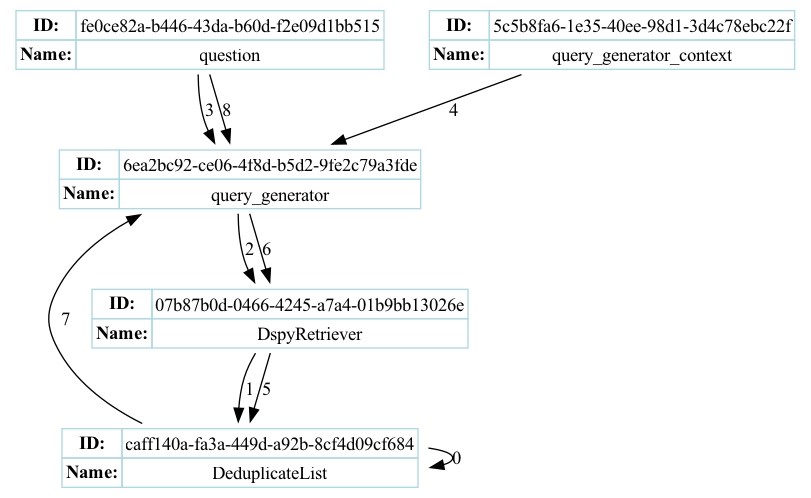 ID: fe0ce82a-b446-43da-b60d-f2e09d1bb515
Name: question
ID: 5c5b8fa6-1e35-40ee-98d1-3d4c78ebc22f
Name: query_generator_context
3 8
4
ID: 6ea2bc92-ce06-4f8d-b5d2-9fe2c79a3fde
Name: query_generator
2 6
7
ID: 07b87b0d-0466-4245-a7a4-01b9bb13026e
Name: DspyRetriever
1 5
ID: caff140a-fa3a-449d-a92b-8cf4d09cf684
Name: DeduplicateList
0